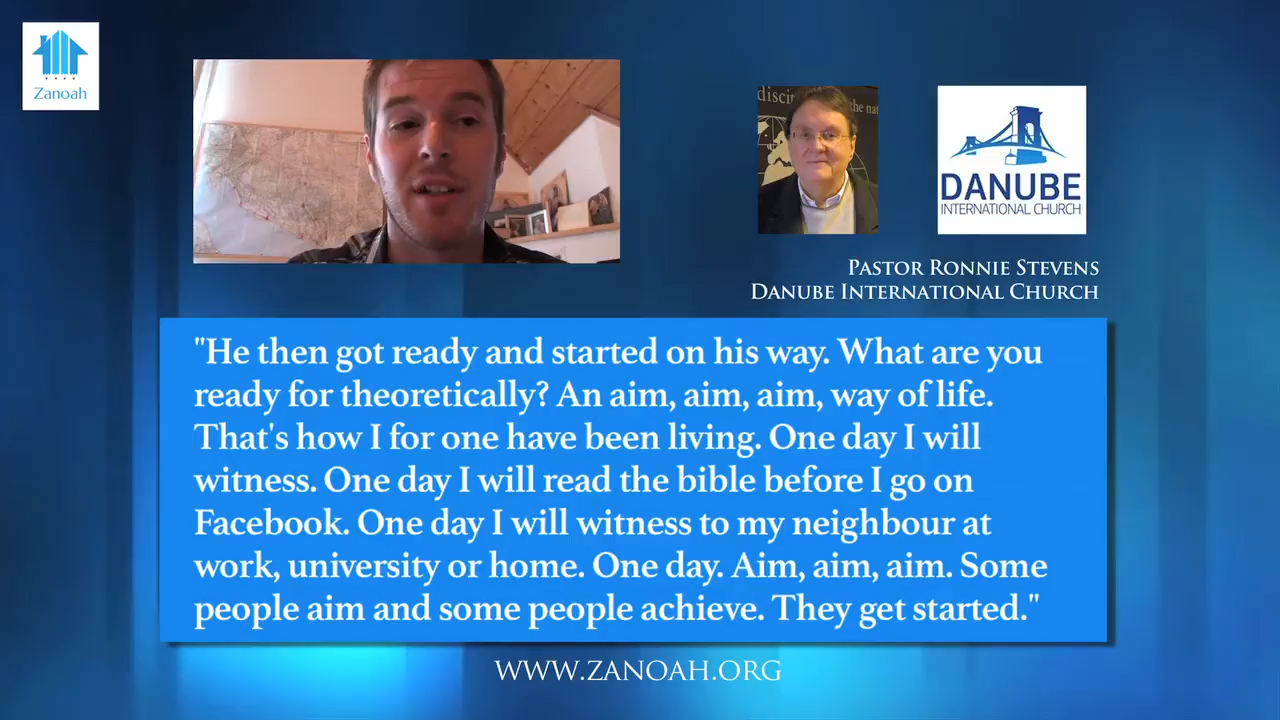 Zanoah
discip
the na
DANUBE
INTERNATIONAL CHURCH
PASTOR RONNIE STEVENS
DANUBE INTERNATIONAL CHURCH
"He then got ready and started on his way. What are you
ready for theoretically? An aim, aim, aim, way of life.
That's how I for one have been living. One day I will
witness. One day I will read the bible before I go on
Facebook. One day I will witness to my neighbour at
work, university or home. One day. Aim, aim, aim. Some
people aim and some people achieve. They get started."
WWW.ZANOAH.ORG